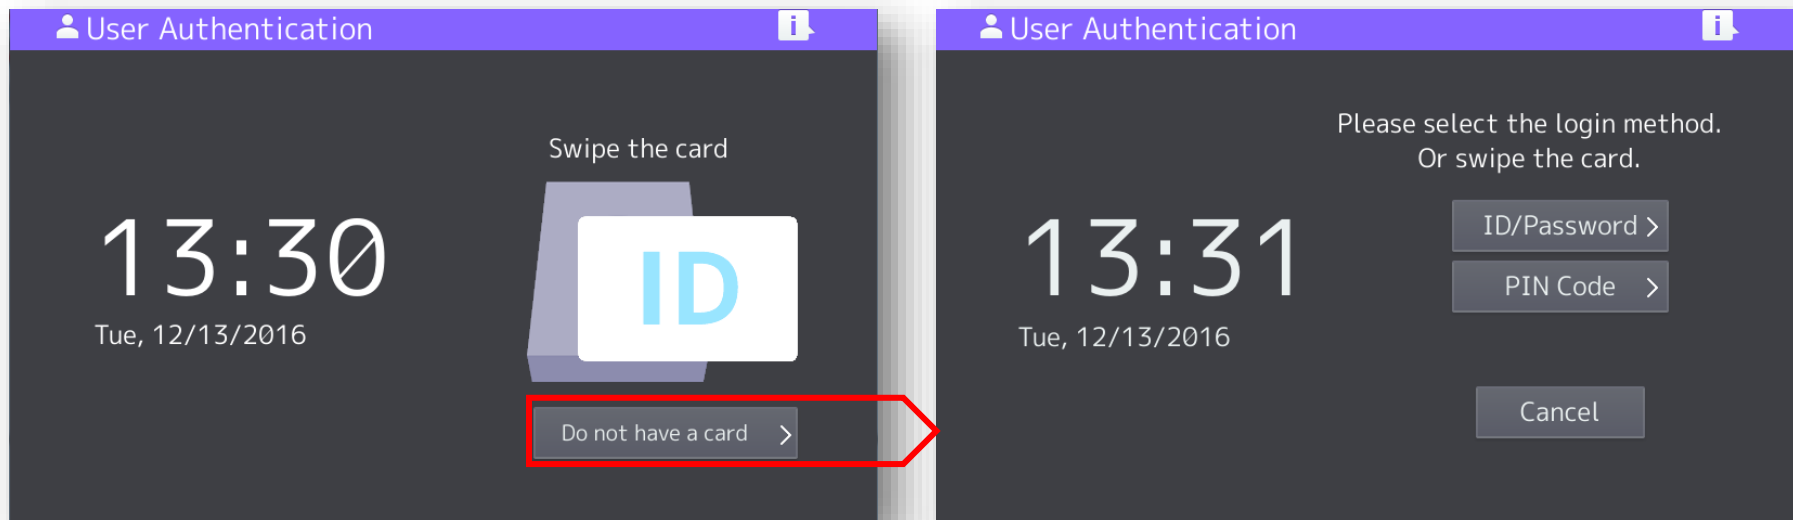 User Authentication
i
Swipe the card
13:30
Tue, 12/13/2016
ID
Do not have a card
User Authentication
i
Please select the login method.
Or swipe the card.
13:31
Tue, 12/13/2016
ID/Password
PIN Code
Cancel